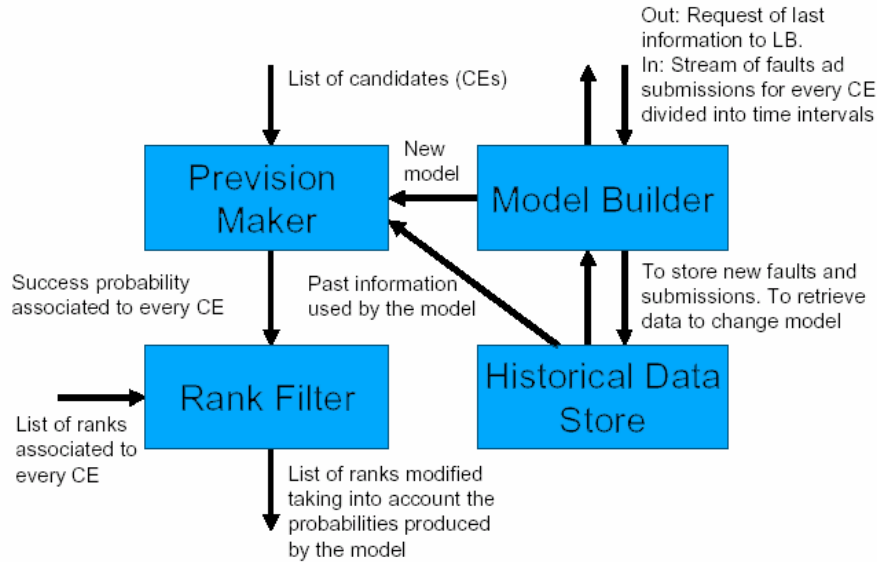 Out: Request of last
information to LB.
In: Stream of faults ad
submissions for every CE
divided into time intervals
List of candidates (CEs)
New
model
Prevision
Maker
Model Builder
Success probability
associated to every CE
Past information
used by the model
To store new faults and
submissions. To retrieve
data to change model
Rank Filter
Historical Data
Store
List of ranks
associated to
every CE
List of ranks modified
taking into account the
probabilities produced
by the model